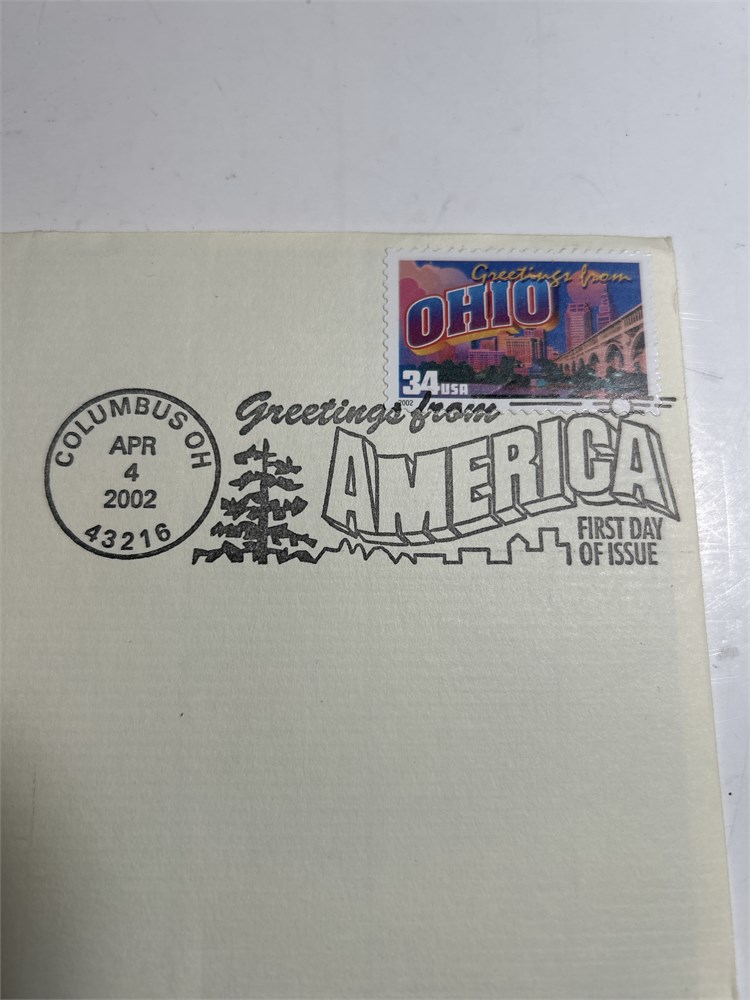 Greetings from
OHIO
34USA
2002
Greetings from
AMERICA
COLUMBUS OH
APR
4
2002
43216
FIRST DAY
OF ISSUE